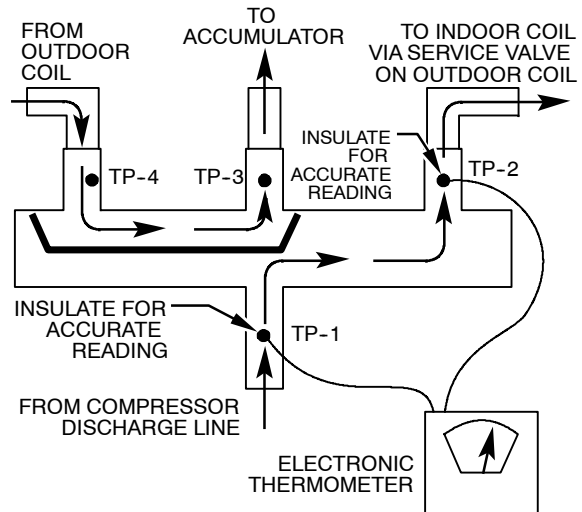 FROM
OUTDOOR
COIL
TO
ACCUMULATOR
TO INDOOR COIL
VIA SERVICE VALVE
ON OUTDOOR COIL
INSULATE
FOR
ACCURATE
READING
TP-4
TP-3
TP-2
INSULATE FOR
ACCURATE
READING
TP-1
FROM COMPRESSOR
DISCHARGE LINE
ELECTRONIC
THERMOMETER